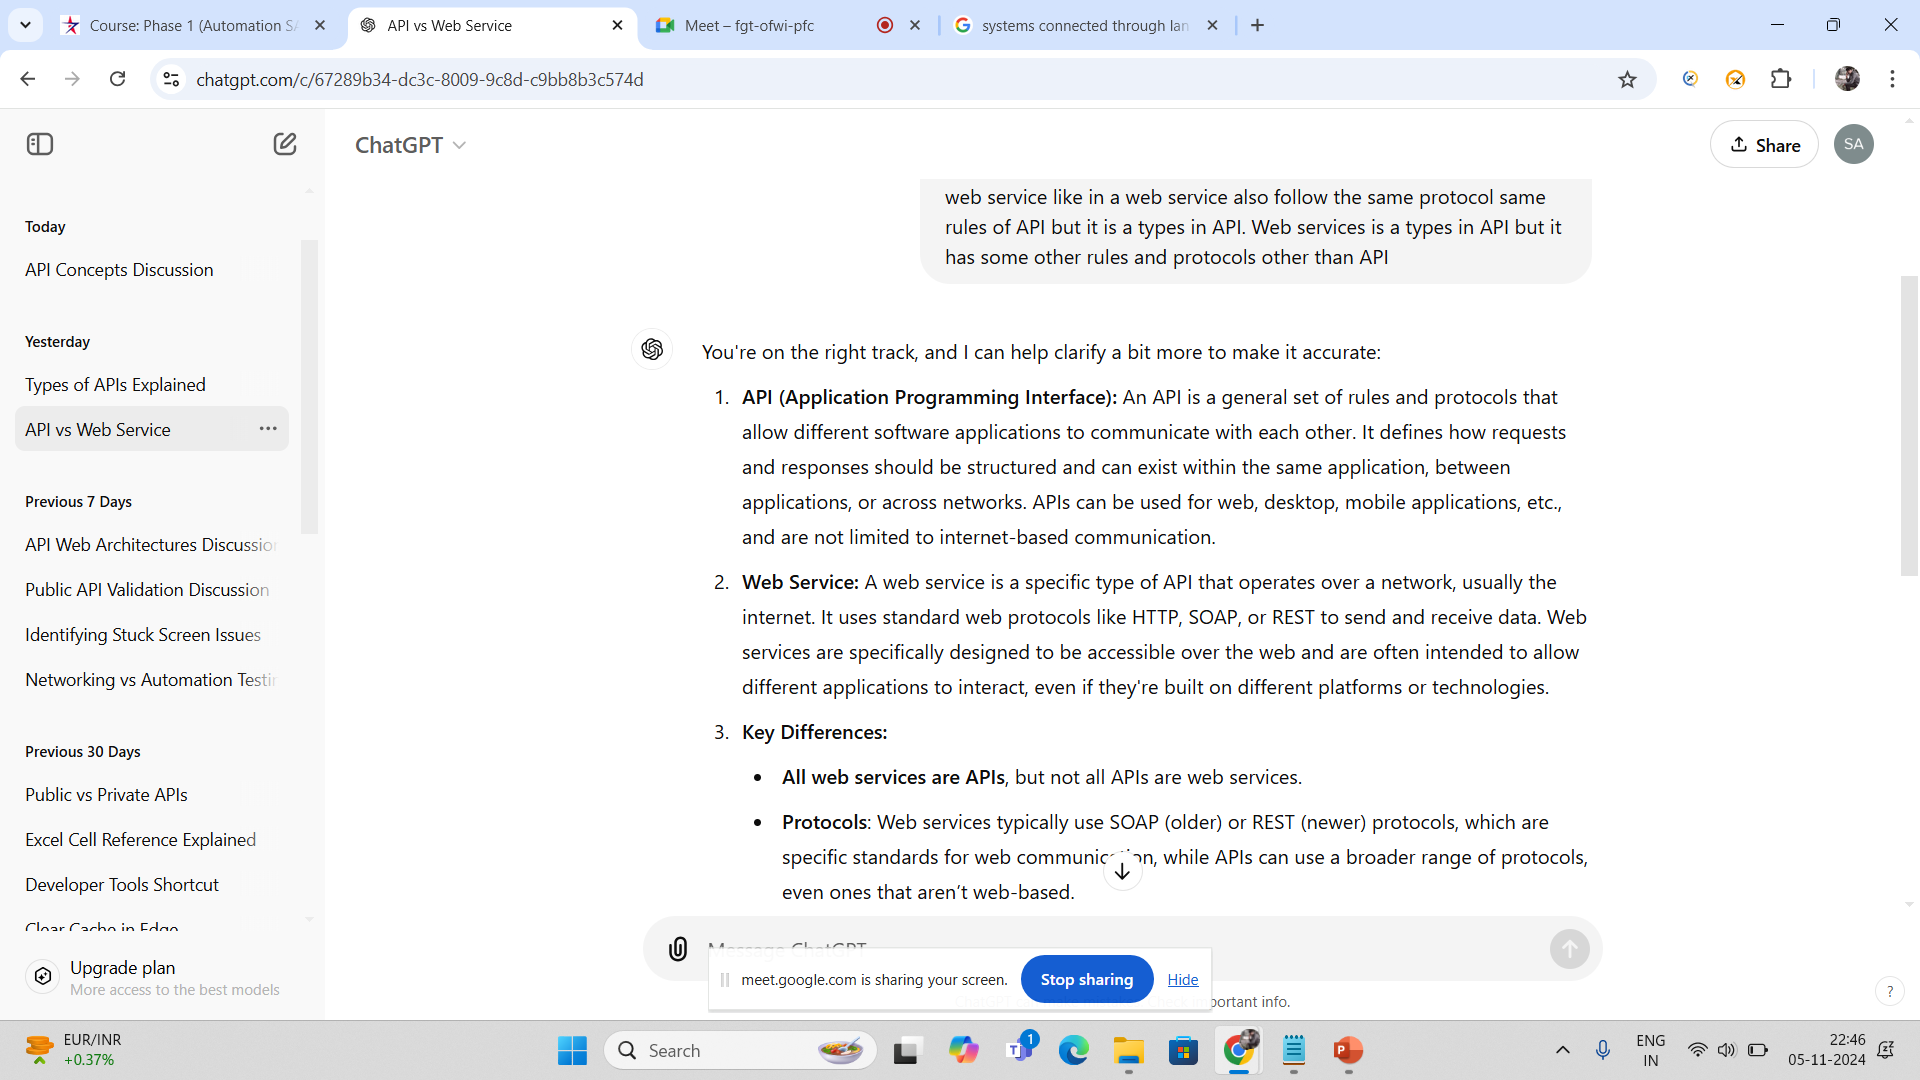 Course: Phase 1 (Automation SA
API vs Web Service
Meet – fgt-ofwi-pfc
systems connected through lan
chatgpt.com/c/67289b34-dc3c-8009-9c8d-c9bb8b3c574d
ChatGPT
Share
SA
Today
API Concepts Discussion
Yesterday
Types of APIs Explained
API vs Web Service
Previous 7 Days
API Web Architectures Discussion
Public API Validation Discussion
Identifying Stuck Screen Issues
Networking vs Automation Testin
Previous 30 Days
Public vs Private APIs
Excel Cell Reference Explained
Developer Tools Shortcut
Clear Cache in Edge
Upgrade plan
More access to the best models
web service like in a web service also follow the same protocol same
rules of API but it is a types in API. Web services is a types in API but it
has some other rules and protocols other than API
You're on the right track, and I can help clarify a bit more to make it accurate:
1. API (Application Programming Interface): An API is a general set of rules and protocols that
allow different software applications to communicate with each other. It defines how requests
and responses should be structured and can exist within the same application, between
applications, or across networks. APIs can be used for web, desktop, mobile applications, etc.,
and are not limited to internet-based communication.
2. Web Service: A web service is a specific type of API that operates over a network, usually the
internet. It uses standard web protocols like HTTP, SOAP, or REST to send and receive data. Web
services are specifically designed to be accessible over the web and are often intended to allow
different applications to interact, even if they're built on different platforms or technologies.
3. Key Differences:
• All web services are APIs, but not all APIs are web services.
• Protocols: Web services typically use SOAP (older) or REST (newer) protocols, which are
specific standards for web communication, while APIs can use a broader range of protocols,
even ones that aren’t web-based.
Message ChatGPT
meet.google.com is sharing your screen.
Stop sharing
Hide
important info.
?
EUR/INR
+0.37%
Search
1
ENG
IN
22:46
05-11-2024